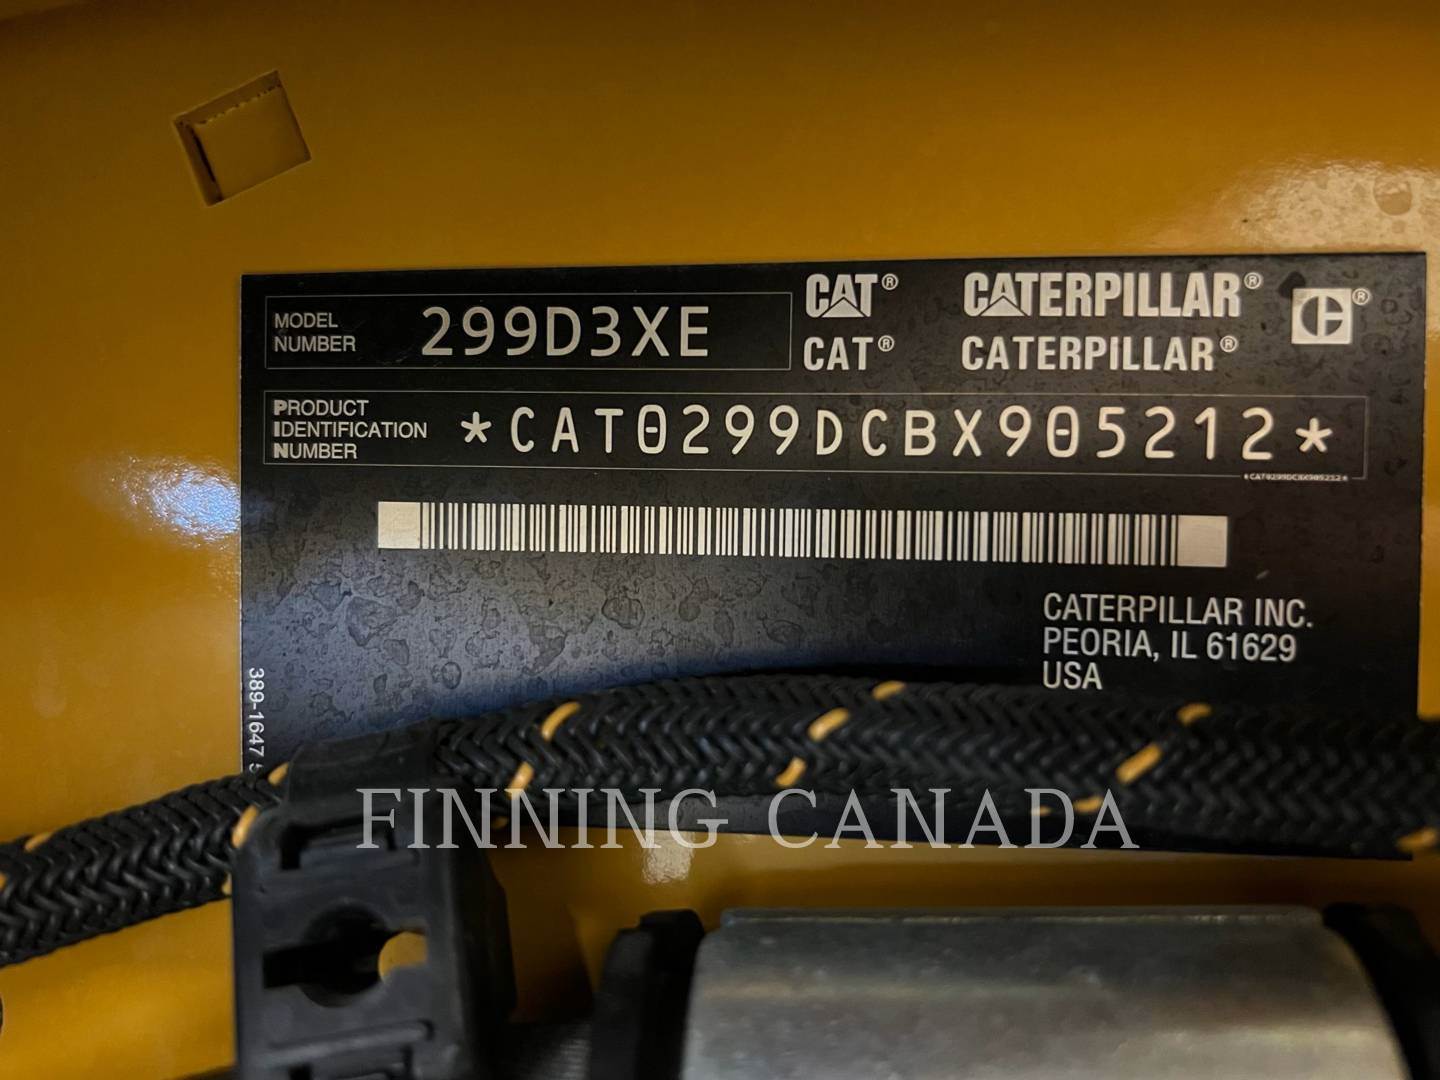 MODEL NUMBER 299D3XE
CAT® CATERPILLAR® C®
CAT® CATERPILLAR®
PRODUCT IDENTIFICATION NUMBER *CAT0299DCBX905212*
*CAT0299DCBX905212*
CATERPILLAR INC.
PEORIA, IL 61629
USA
389-1647
FINNING CANADA